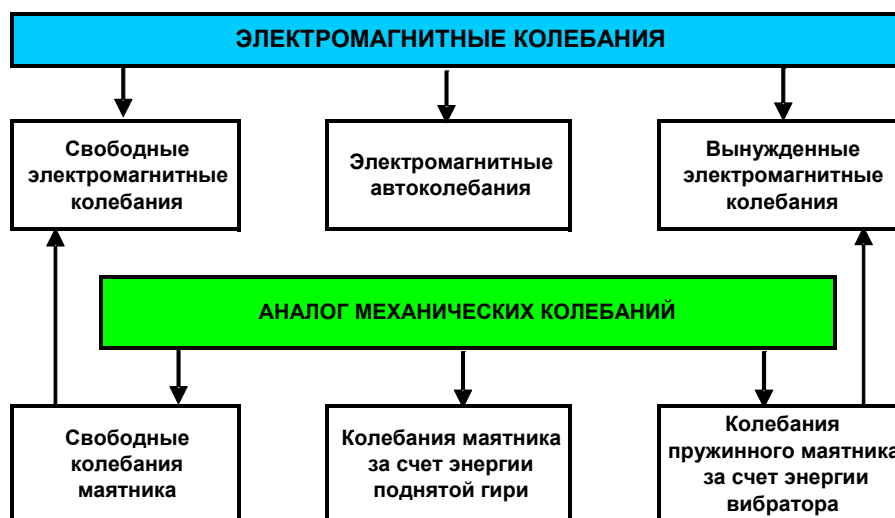 ЭЛЕКТРОМАГНИТНЫЕ КОЛЕБАНИЯ
Свободные
электромагнитные
колебания
Электромагнитные
автоколебания
Вынужденные
электромагнитные
колебания
АНАЛОГ МЕХАНИЧЕСКИХ КОЛЕБАНИЙ
Свободные
колебания
маятника
Колебания маятника
за счет энергии
поднятой гири
Колебания
пружинного маятника
за счет энергии
вибратора